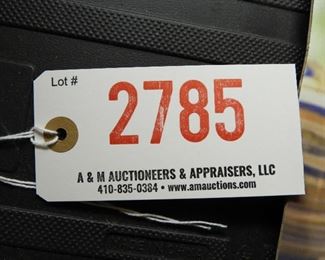 Lot #
2785
A & M AUCTIONEERS & APPRAISERS, LLC
410-835-0384 • www.amauctions.com